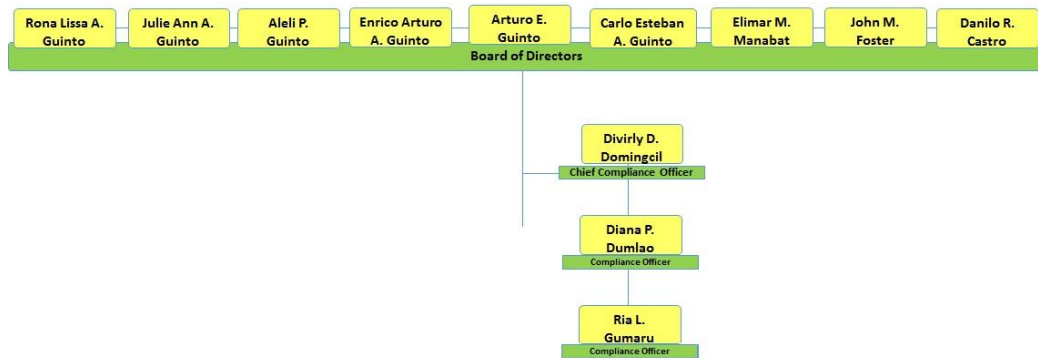 Rona Lissa A.
Guinto
Julie Ann A.
Guinto
Aleli P.
Guinto
Enrico Arturo
A. Guinto
Arturo E.
Guinto
Carlo Esteban
A. Guinto
Elimar M.
Manabat
John M.
Foster
Danilo R.
Castro
Board of Directors
Divirly D.
Domingcil
Chief Compliance Officer
Diana P.
Dumlao
Compliance Officer
Ria L.
Gumaru
Compliance Officer